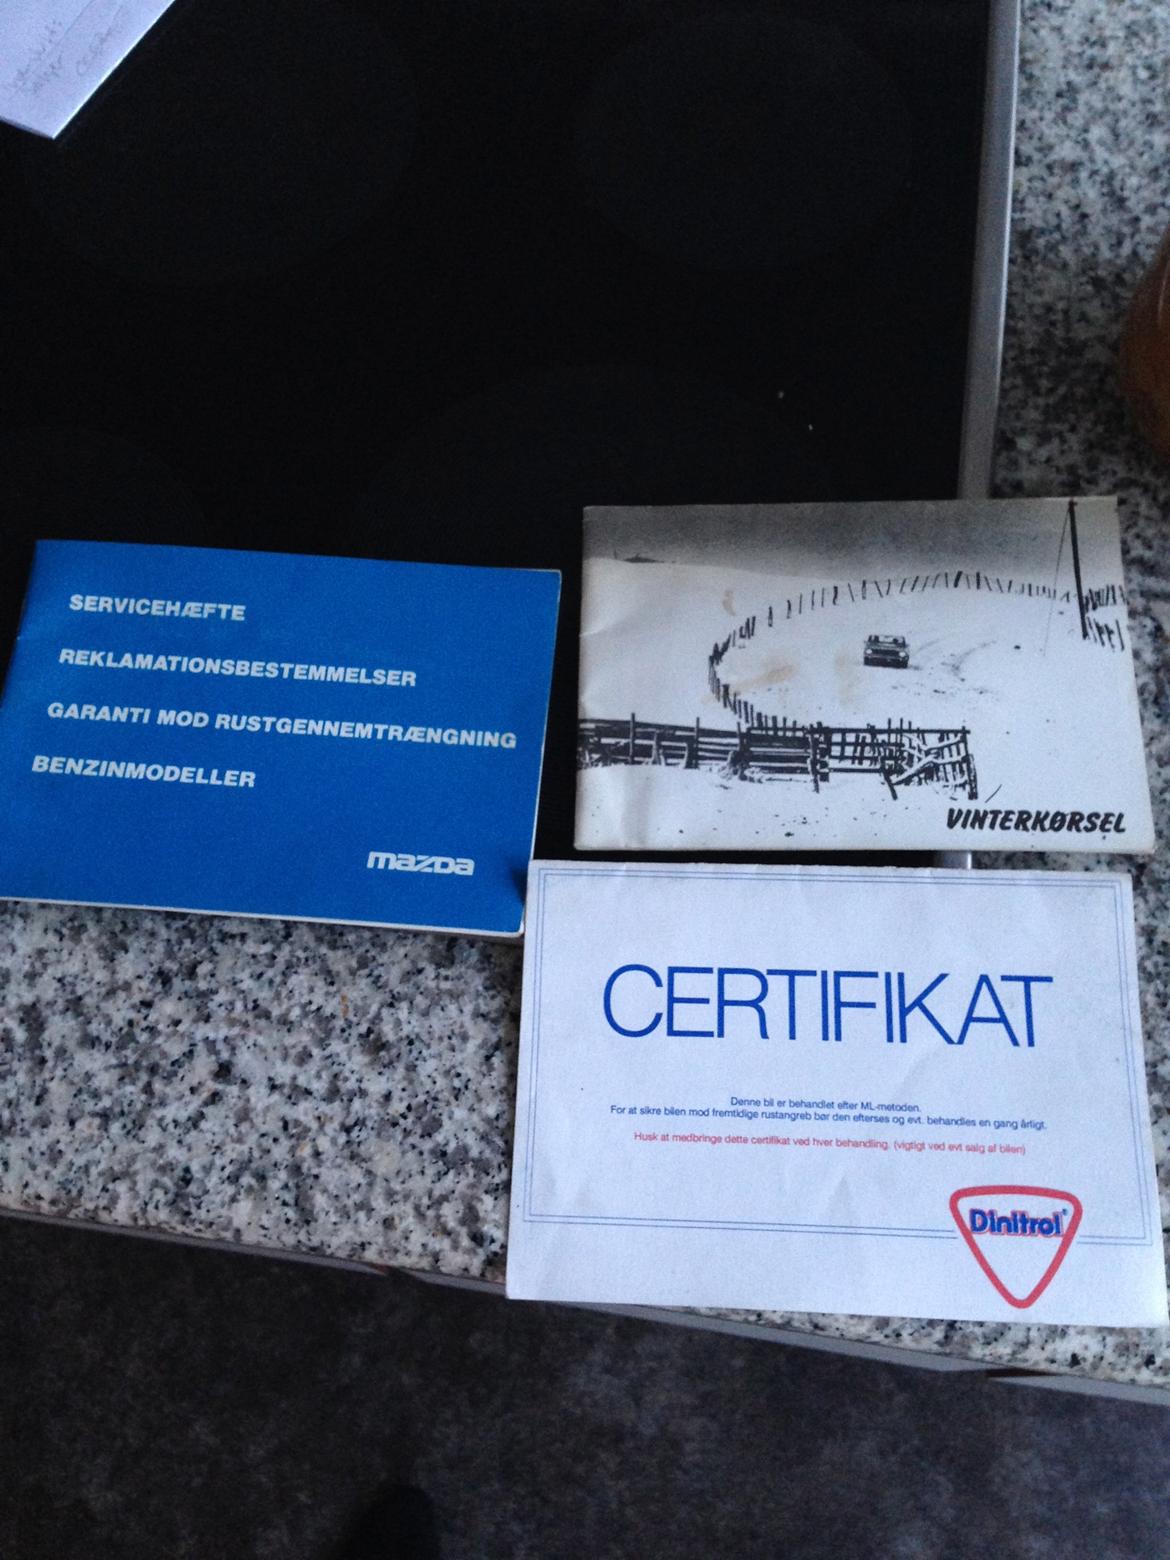 SERVICEHÆFTE
REKLAMATIONSBESTEMMELSER
GARANTI MOD RUSTGENNEMTRÆNGNING
BENZINMODELLER
mazda
VINTERKØRSEL
CERTIFIKAT
Denne bil er behandlet efter ML-metoden.
For at sikre bilen mod fremtidige rustangreb bør den efterses og evt. behandles en gang årligt.
Husk at medbringe dette certifikat ved hver behandling. (vigtigt ved evt salg af bilen)
Dinitrol®